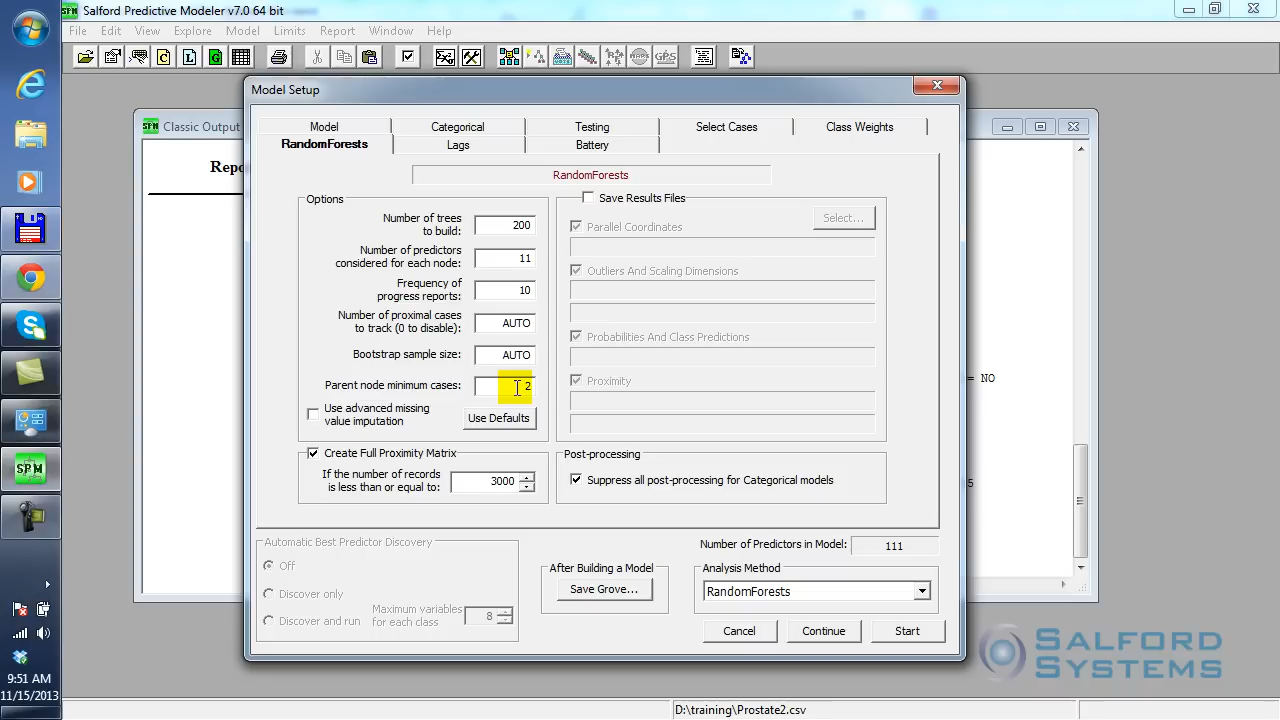 Salford Predictive Modeler v7.0 64 bit
File Edit View Explore Model Limits Report Window Help
Model Setup
Classic Output
Repo
Model Categorical Testing Select Cases Class Weights
RandomForests Lags Battery
RandomForests
Options
Number of trees
to build: 200
Number of predictors
considered for each node: 11
Frequency of
progress reports: 10
Number of proximal cases
to track (0 to disable): AUTO
Bootstrap sample size: AUTO
Parent node minimum cases: 2
Use advanced missing
value imputation
Use Defaults
Create Full Proximity Matrix
If the number of records
is less than or equal to: 3000
Save Results Files
Select...
Parallel Coordinates
Outliers And Scaling Dimensions
Probabilities And Class Predictions
Proximity
Post-processing
Suppress all post-processing for Categorical models
= NO
5
Automatic Best Predictor Discovery
Off
Discover only
Discover and run
Maximum variables
for each class 8
After Building a Model
Save Grove...
Number of Predictors in Model: 111
Analysis Method
RandomForests
Cancel Continue Start
SALFORD
SYSTEMS
SPM
9:51 AM
11/15/2013
D:\training\Prostate2.csv